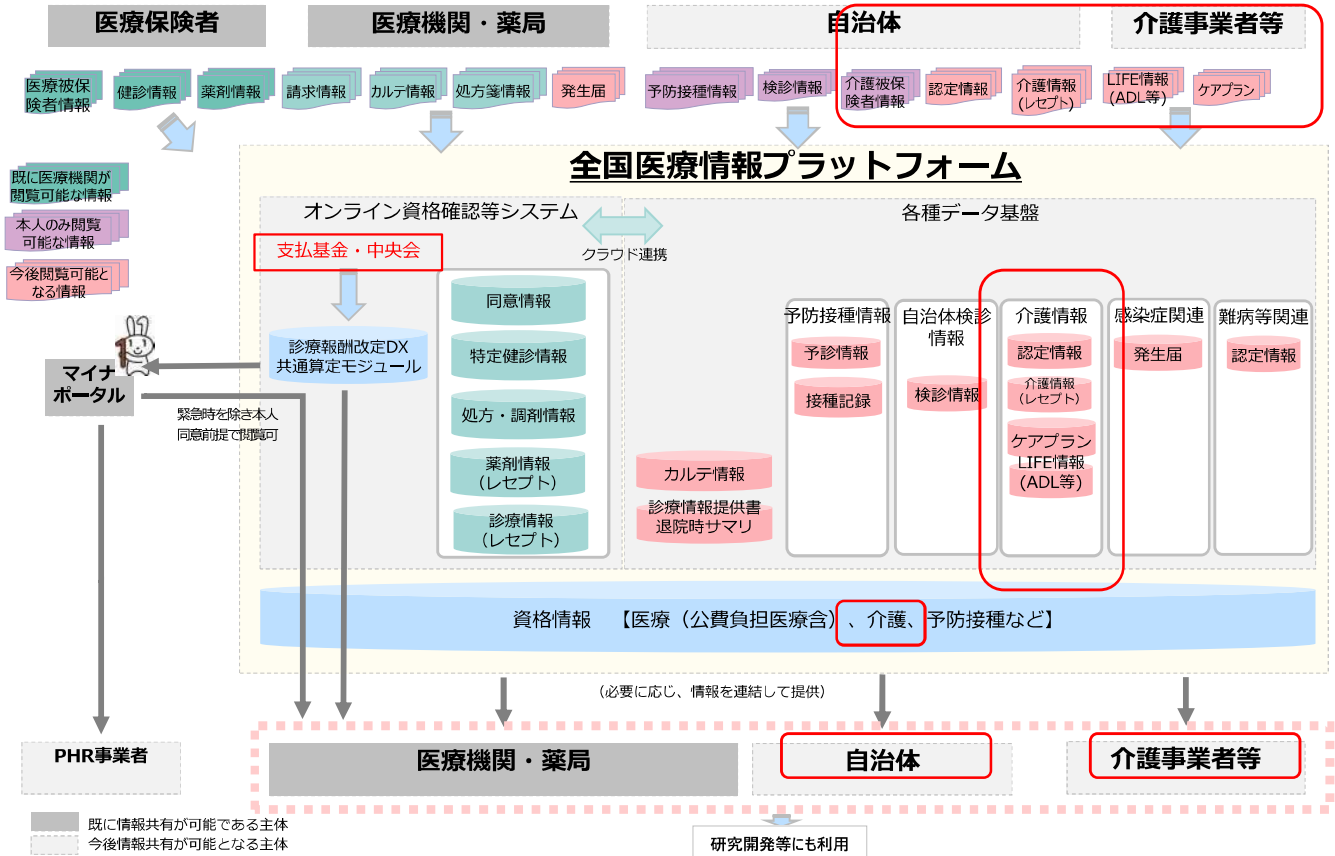 医療保険者
医療機関・薬局
自治体
介護事業者等
医療被保
険者情報
健診情報
薬剤情報
請求情報
カルテ情報
処方箋情報
発生届
予防接種情報
検診情報
介護被保
険者情報
認定情報
介護情報
(レセプト)
LIFE情報
(ADL等)
ケアプラン
既に医療機関が
閲覧可能な情報
本人のみ閲覧
可能な情報
今後閲覧可能と
なる情報
全国医療情報プラットフォーム
オンライン資格確認等システム
クラウド連携
各種データ基盤
支払基金・中央会
診療報酬改定DX
共通算定モジュール
同意情報
特定健診情報
処方・調剤情報
薬剤情報
(レセプト)
診療情報
(レセプト)
カルテ情報
診療情報提供書
退院時サマリ
予防接種情報
予診情報
接種記録
自治体検診
情報
検診情報
介護情報
認定情報
介護情報
(レセプト)
ケアプラン
LIFE情報
(ADL等)
感染症関連
発生届
難病等関連
認定情報
マイナ
ポータル
緊急時を除き本人
同意前提で閲覧可
資格情報　【医療（公費負担医療含）、介護、予防接種など】
（必要に応じ、情報を連結して提供）
PHR事業者
医療機関・薬局
自治体
介護事業者等
既に情報共有が可能である主体
今後情報共有が可能となる主体
研究開発等にも利用